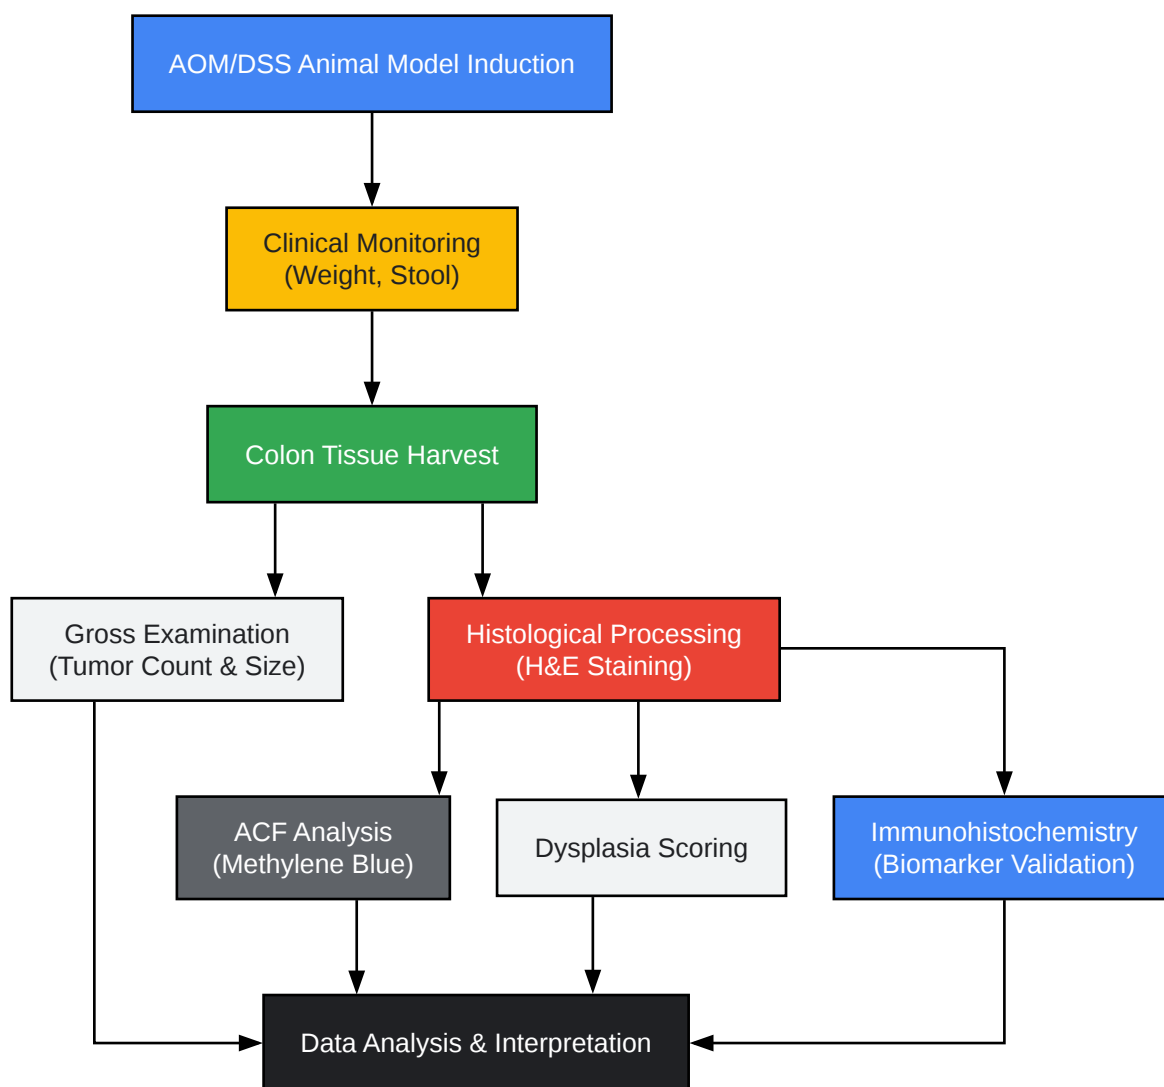 AOM/DSS Animal Model Induction
Clinical Monitoring
(Weight, Stool)
Colon Tissue Harvest
Gross Examination
(Tumor Count & Size)
Histological Processing
(H&E Staining)
ACF Analysis
(Methylene Blue)
Dysplasia Scoring
Immunohistochemistry
(Biomarker Validation)
Data Analysis & Interpretation